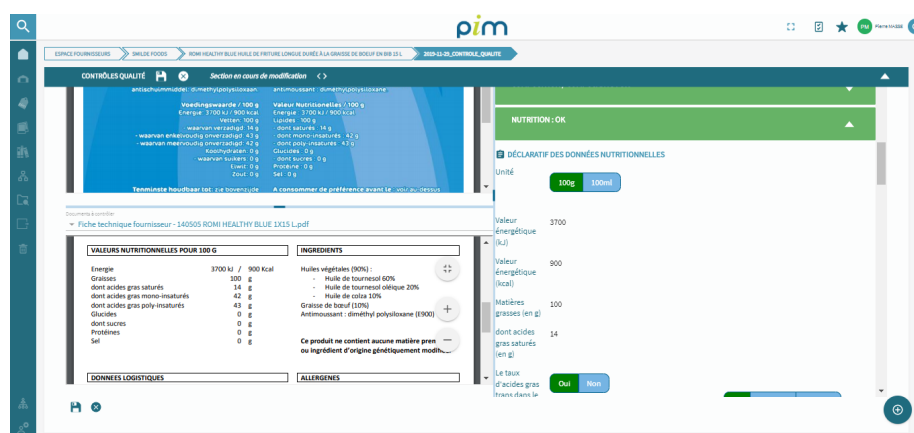 pim
PM Pierre MASSE
ESPACE FOURNISSEURS
SMILDE FOODS
ROMI HEALTHY BLUE HUILE DE FRITURE LONGUE DURÉE À LA GRAISSE DE BOEUF EN BIB 15 L
2019-11-29_CONTROLE_QUALITE
CONTRÔLES QUALITÉ
Section en cours de modification
antischuimmiddel: dimethylpolysiloxaan
antimoussant : diméthylpolysiloxane
Voedingswaarde / 100 g
Valeur Nutritionelles / 100 g
Energie 3700 kJ / 900 kcal
Energie 3700 kJ / 900 kcal
Vetten: 100 g
Lipides : 100 g
- waarvan verzadigd: 14 g
- dont saturés : 14 g
- waarvan enkelvoudig onverzadigd: 43 g
- dont mono-insaturés : 42 g
- waarvan meervoudig onverzadigd: 42 g
- dont poly-insaturés : 43 g
Koolhydraten: 0 g
Glucides : 0 g
waarvan suikers: 0 g
- dont sucres : 0 g
Eiwit: 0 g
Protéine : 0 g
Zout: 0 g
Sel : 0 g
Tenminste houdbaar tot: zie bovenzijde
A consommer de préférence avant le : voir au-dessus
Documents à contrôler
Fiche technique fournisseur - 140505 ROMI HEALTHY BLUE 1X15 L.pdf
VALEURS NUTRITIONNELLES POUR 100 G
Energie 3700 kJ / 900 Kcal
Graisses 100 g
dont acides gras saturés 14 g
dont acides gras mono-insaturés 42 g
dont acides gras poly-insaturés 43 g
Glucides 0 g
dont sucres 0 g
Protéines 0 g
Sel 0 g
INGREDIENTS
Huiles végétales (90%) :
- Huile de tournesol 60%
- Huile de tournesol oléique 20%
- Huile de colza 10%
Graisse de bœuf (10%)
Antimoussant : diméthyl polysiloxane (E900)
Ce produit ne contient aucune matière pren
ou ingrédient d'origine génétiquement modifi
DONNEES LOGISTIQUES
ALLERGENES
NUTRITION : OK
DÉCLARATIF DES DONNÉES NUTRITIONNELLES
Unité
100g 100ml
Valeur énergétique (kJ)
3700
Valeur énergétique (kcal)
900
Matières grasses (en g)
100
dont acides gras saturés (en g)
14
Le taux d'acides gras trans dans le
Oui Non